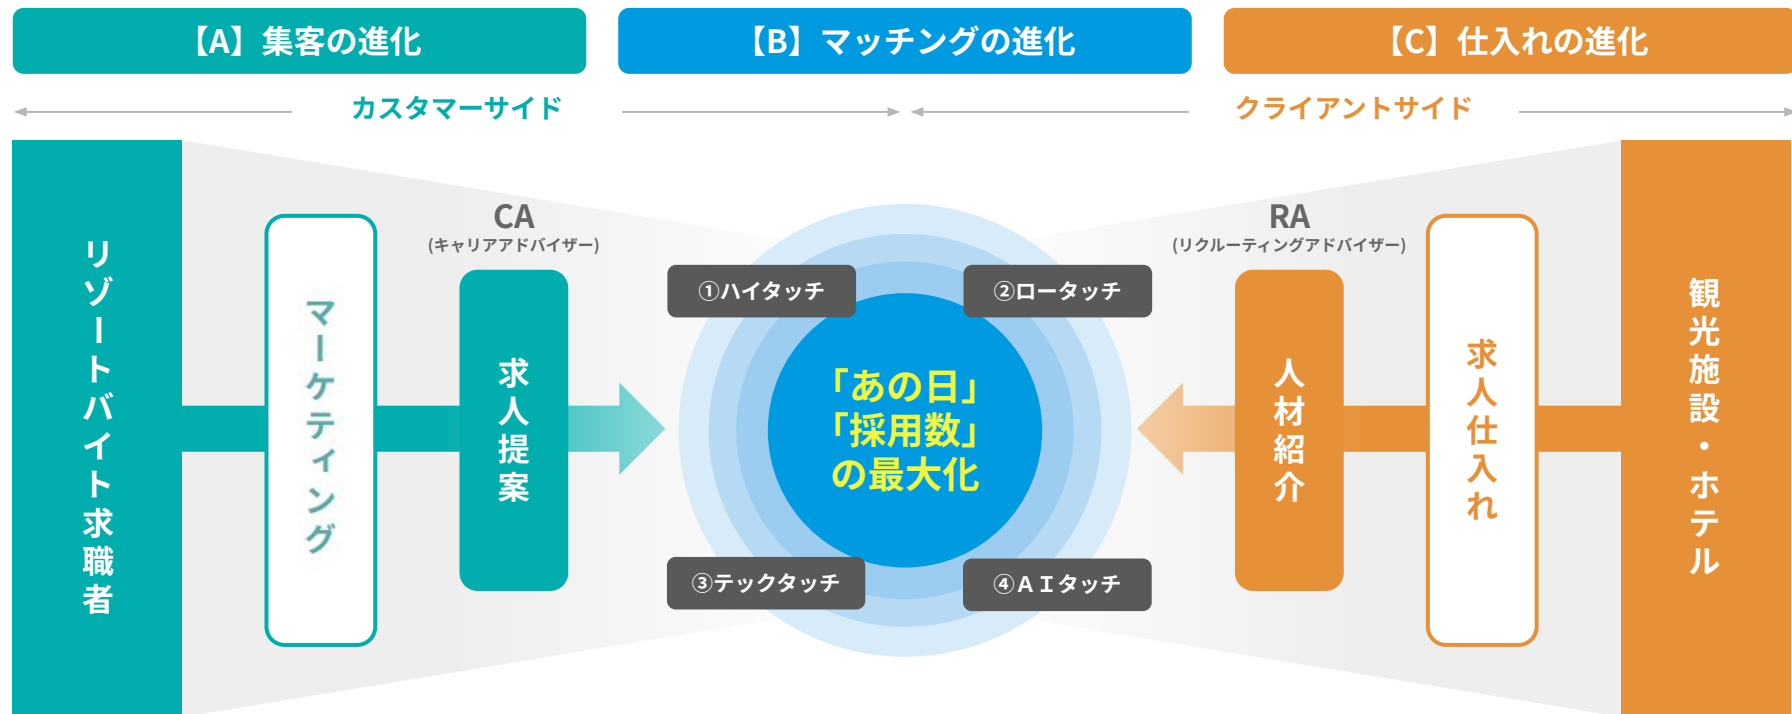 【A】集客の進化
【B】マッチングの進化
【C】仕入れの進化
カスタマーサイド
クライアントサイド
リゾートバイト求職者
マーケティング
CA
(キャリアアドバイザー)
求人提案
①ハイタッチ
②ロータッチ
「あの日」
「採用数」
の最大化
③テックタッチ
④AIタッチ
RA
(リクルーティングアドバイザー)
人材紹介
求人仕入れ
観光施設・ホテル